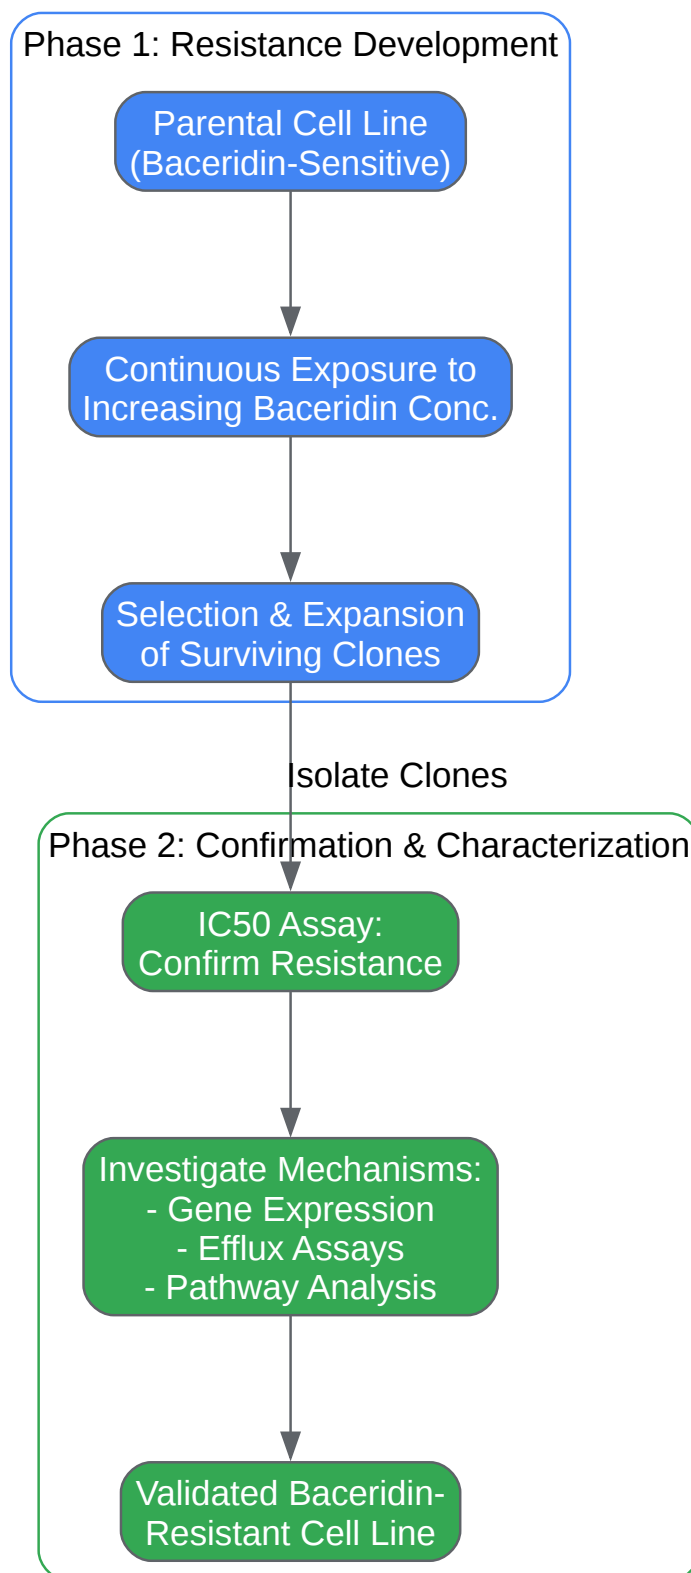 Phase 1: Resistance Development
Parental Cell Line
(Baceridin-Sensitive)
Continuous Exposure to
Increasing Baceridin Conc.
Selection & Expansion
of Surviving Clones
Isolate Clones
Phase 2: Confirmation & Characterization
IC50 Assay:
Confirm Resistance
Investigate Mechanisms:
- Gene Expression
- Efflux Assays
- Pathway Analysis
Validated Baceridin-
Resistant Cell Line